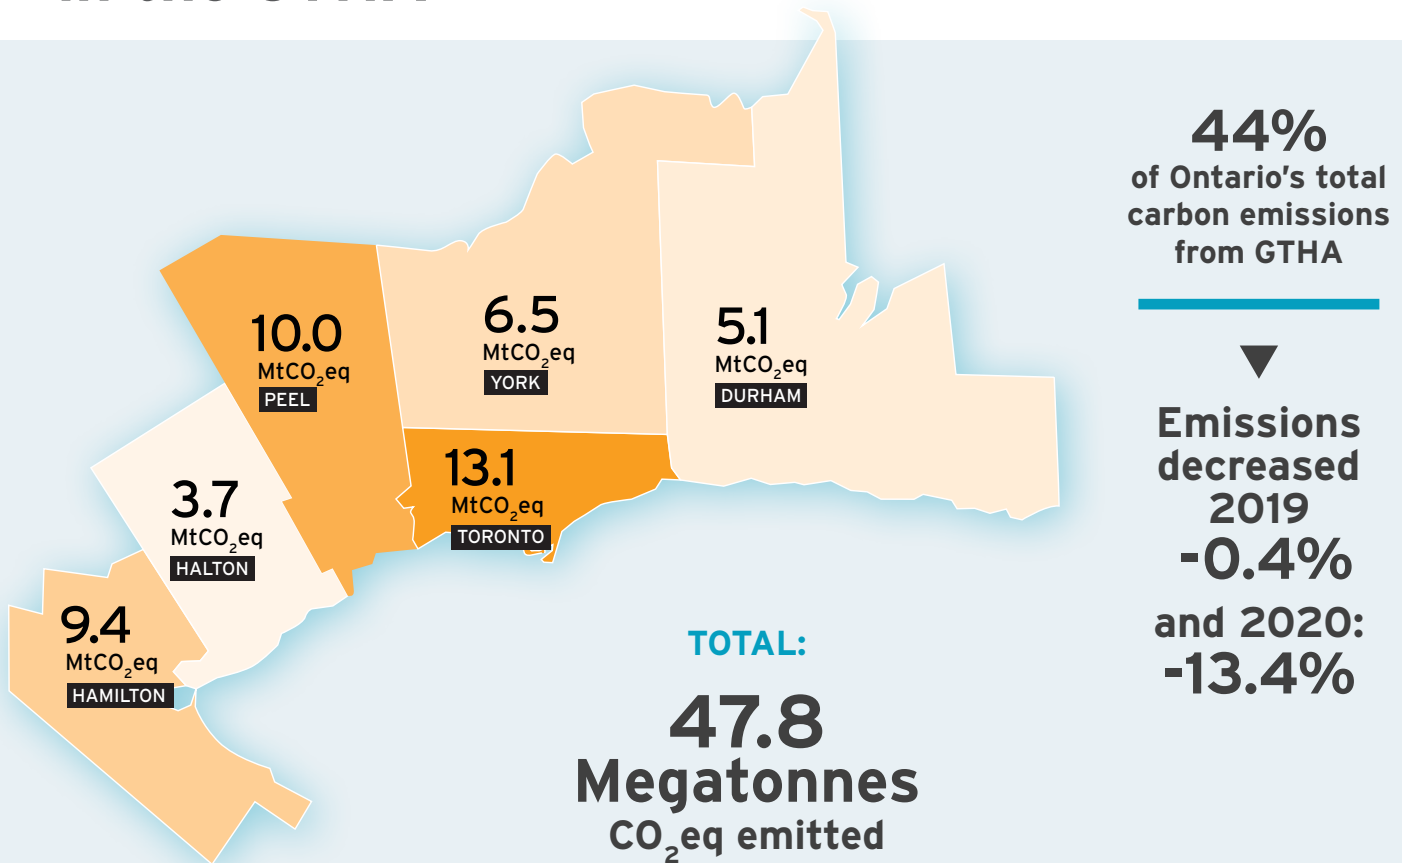 10.0
MtCO₂eq
PEEL
6.5
MtCO₂eq
YORK
5.1
MtCO₂eq
DURHAM
13.1
MtCO₂eq
TORONTO
3.7
MtCO₂eq
HALTON
9.4
MtCO₂eq
HAMILTON
TOTAL:
47.8
Megatonnes
CO₂eq emitted
44%
of Ontario's total
carbon emissions
from GTHA
Emissions
decreased
2019
-0.4%
and 2020:
-13.4%